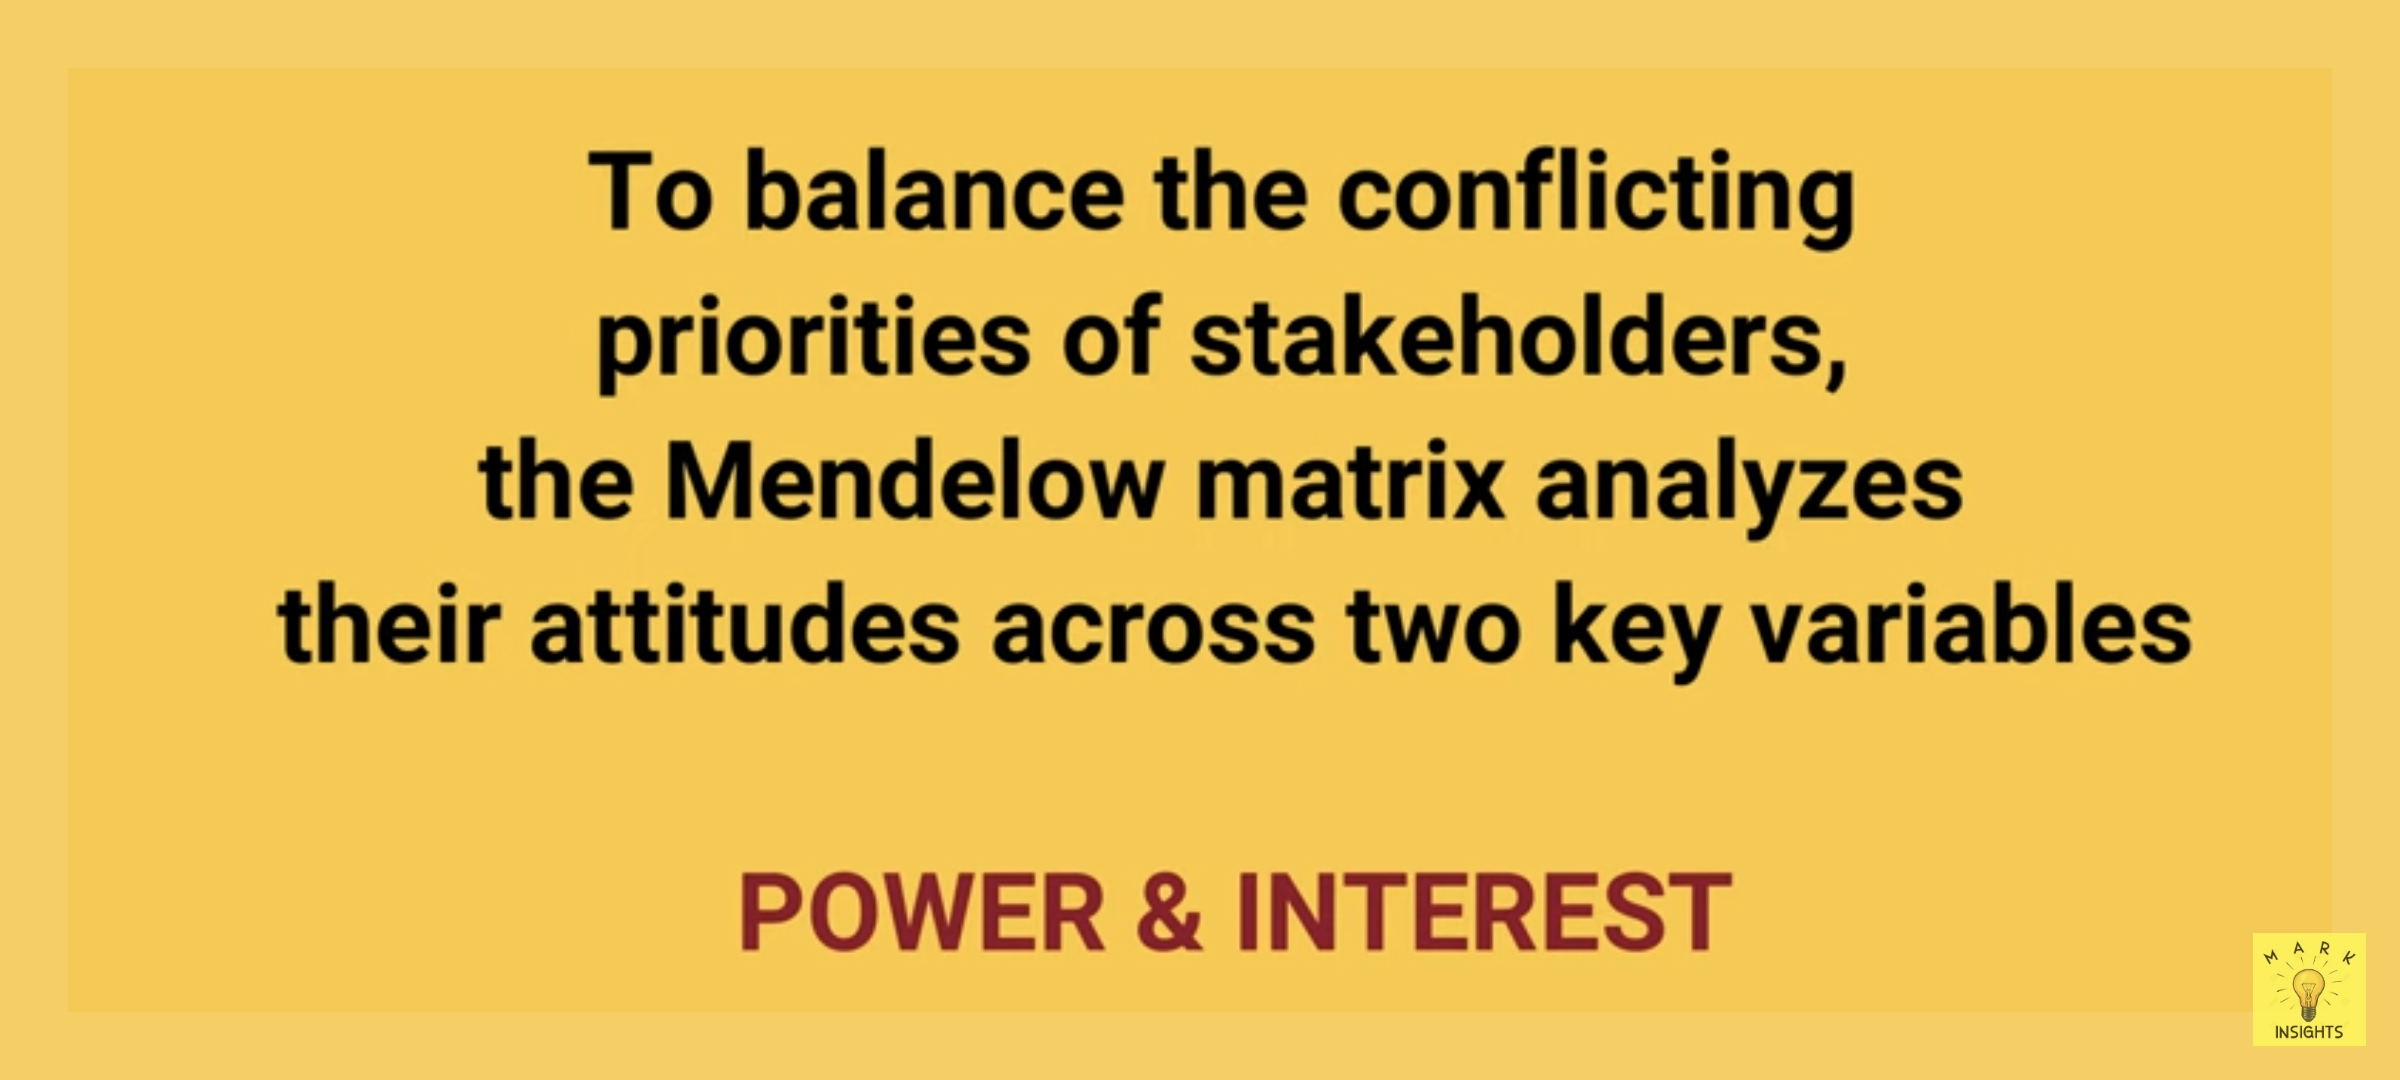 To balance the conflicting
priorities of stakeholders,
the Mendelow matrix analyzes
their attitudes across two key variables
POWER & INTEREST
MARK
INSIGHTS